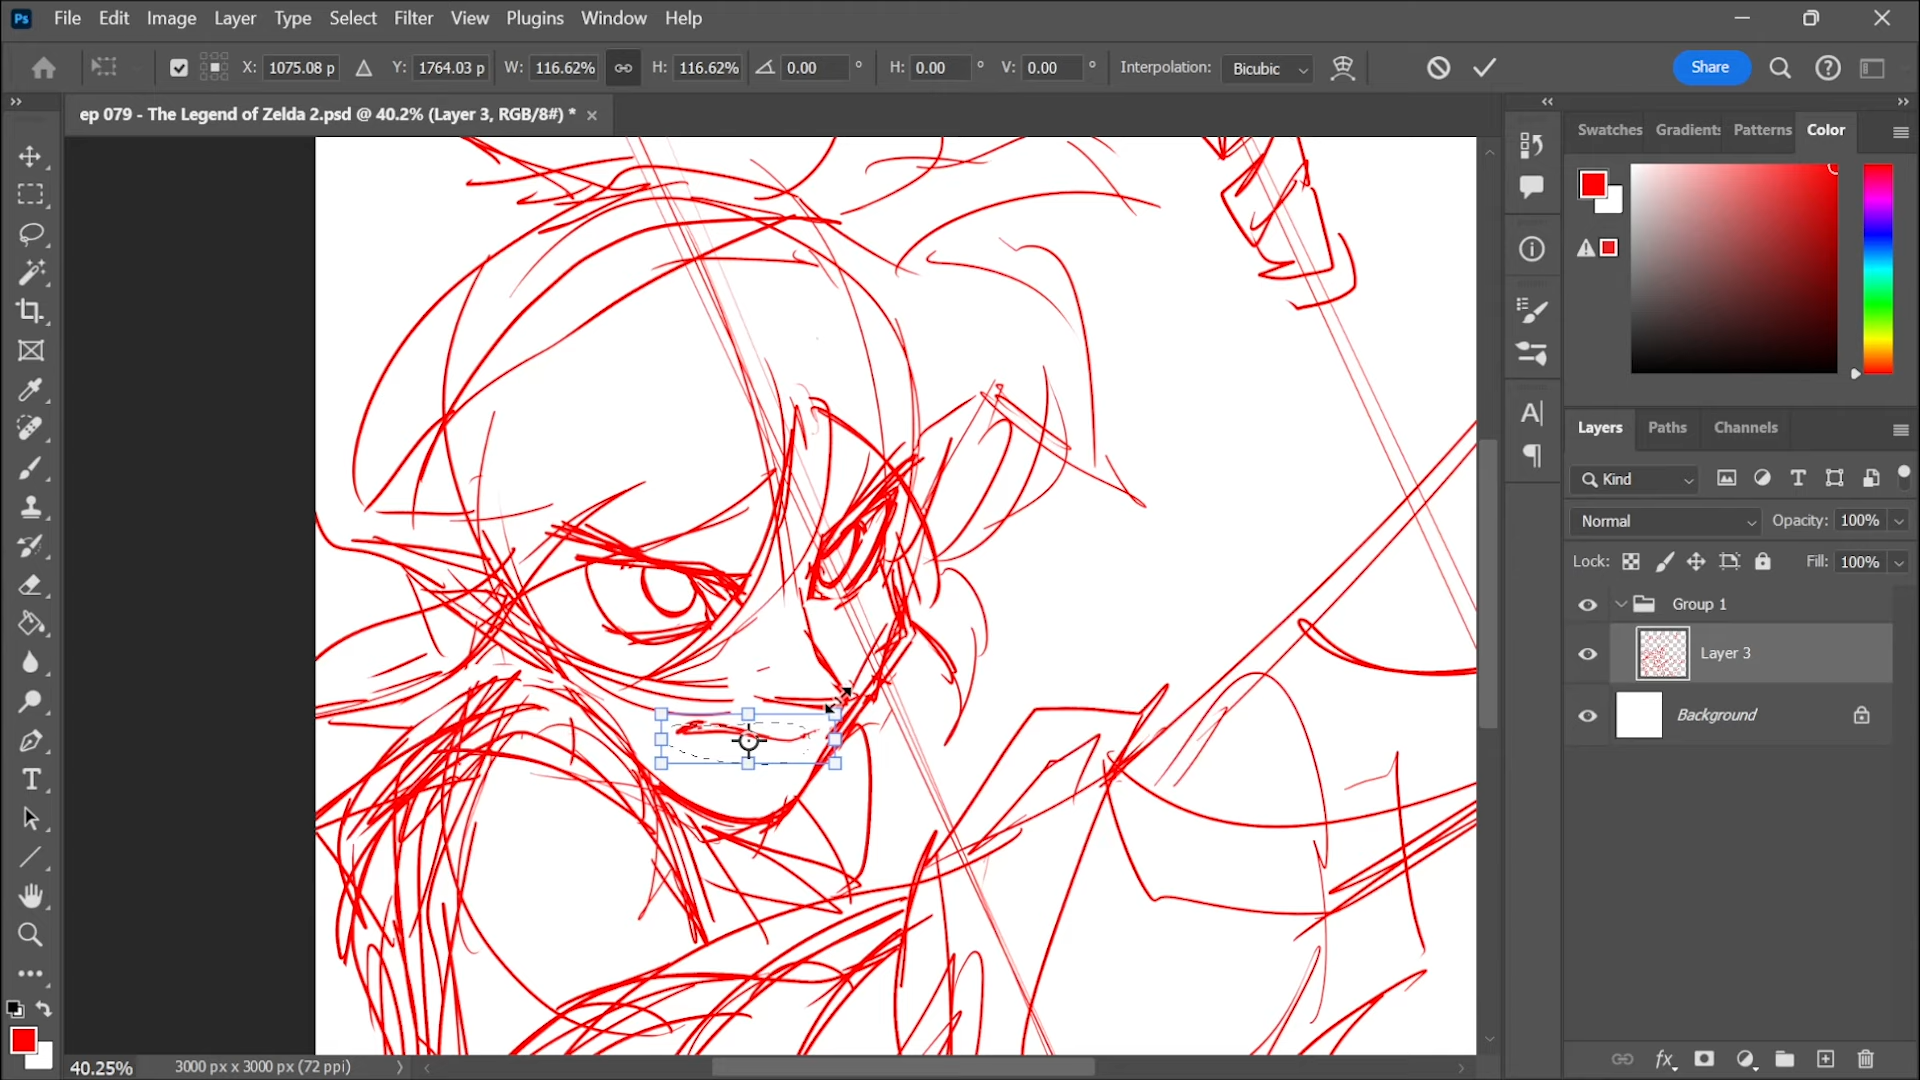 Ps File Edit Image Layer Type Select Filter View Plugins Window Help
X: 1075.08 p Y: 1764.03 p W: 116.62% H: 116.62% 0.00 ° H: 0.00 ° V: 0.00 ° Interpolation: Bicubic Share
ep 079 - The Legend of Zelda 2.psd @ 40.2% (Layer 3, RGB/8#) *
Swatches Gradients Patterns Color
Layers Paths Channels
Kind
Normal Opacity: 100%
Lock: Fill: 100%
Group 1
Layer 3
Background
40.25% 3000 px x 3000 px (72 ppi)